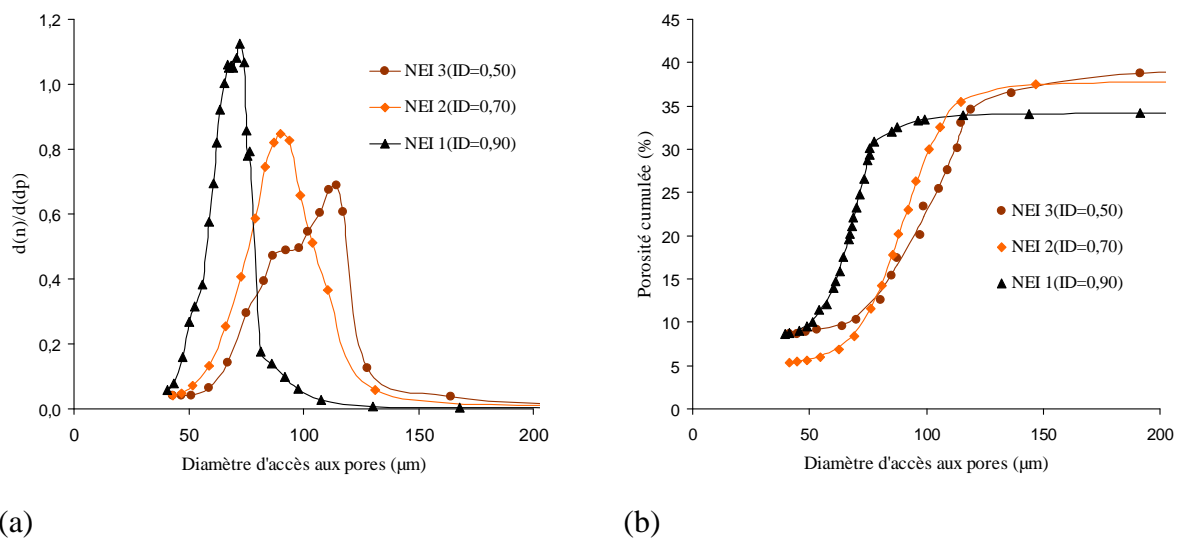 1,2
1,0
0,8
0,6
0,4
0,2
0,0
d(n)/d(dp)
0
50
100
150
200
Diamètre d'accès aux pores (µm)
NEI 3(ID=0,50)
NEI 2(ID=0,70)
NEI 1(ID=0,90)
(a)
45
40
35
30
25
20
15
10
5
0
Porosité cumulée (%)
0
50
100
150
200
Diamètre d'accès aux pores (µm)
NEI 3(ID=0,50)
NEI 2(ID=0,70)
NEI 1(ID=0,90)
(b)